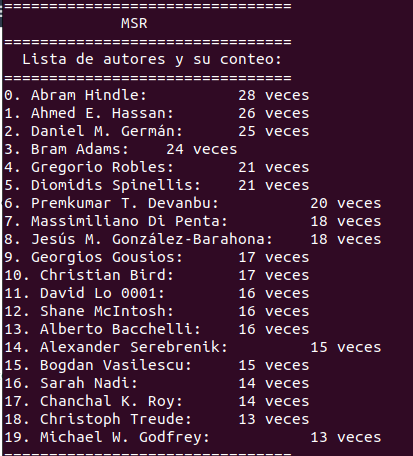 ================================
MSR
================================
Lista de autores y su conteo:
================================
0. Abram Hindle: 28 veces
1. Ahmed E. Hassan: 26 veces
2. Daniel M. Germán: 25 veces
3. Bram Adams: 24 veces
4. Gregorio Robles: 21 veces
5. Diomidis Spinellis: 21 veces
6. Premkumar T. Devanbu: 20 veces
7. Massimiliano Di Penta: 18 veces
8. Jesús M. González-Barahona: 18 veces
9. Georgios Gousios: 17 veces
10. Christian Bird: 17 veces
11. David Lo 0001: 16 veces
12. Shane McIntosh: 16 veces
13. Alberto Bacchelli: 16 veces
14. Alexander Serebrenik: 15 veces
15. Bogdan Vasilescu: 15 veces
16. Sarah Nadi: 14 veces
17. Chanchal K. Roy: 14 veces
18. Christoph Treude: 13 veces
19. Michael W. Godfrey: 13 veces
================================